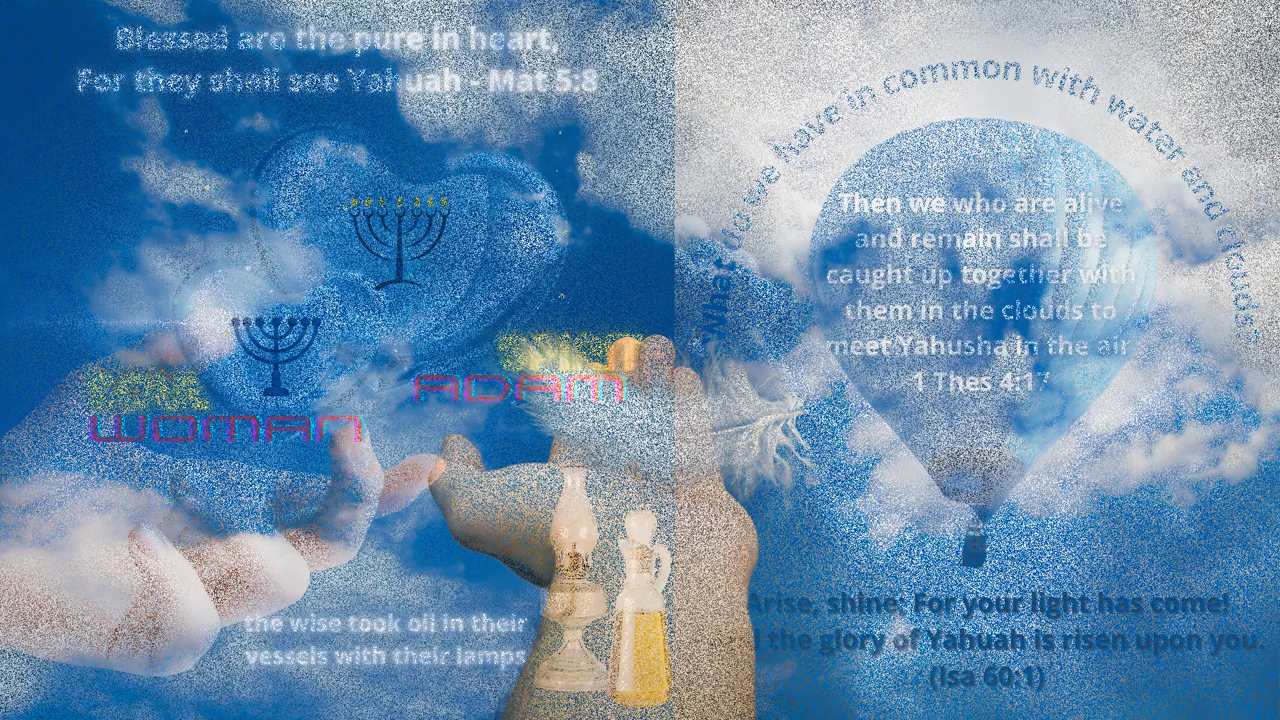 Blessed are the pure in heart,
For they shall see Yahuah - Mat 5:8
WOMAN
ADAM
the wise took oil in their
vessels with their lamps
What do we have in common with water and clouds
Then we who are alive
and remain shall be
caught up together with
them in the clouds to
meet Yahusha in the air
1 Thes 4:17
Arise, shine; For your light has come!
the glory of Yahuah is risen upon you.
(Isa 60:1)